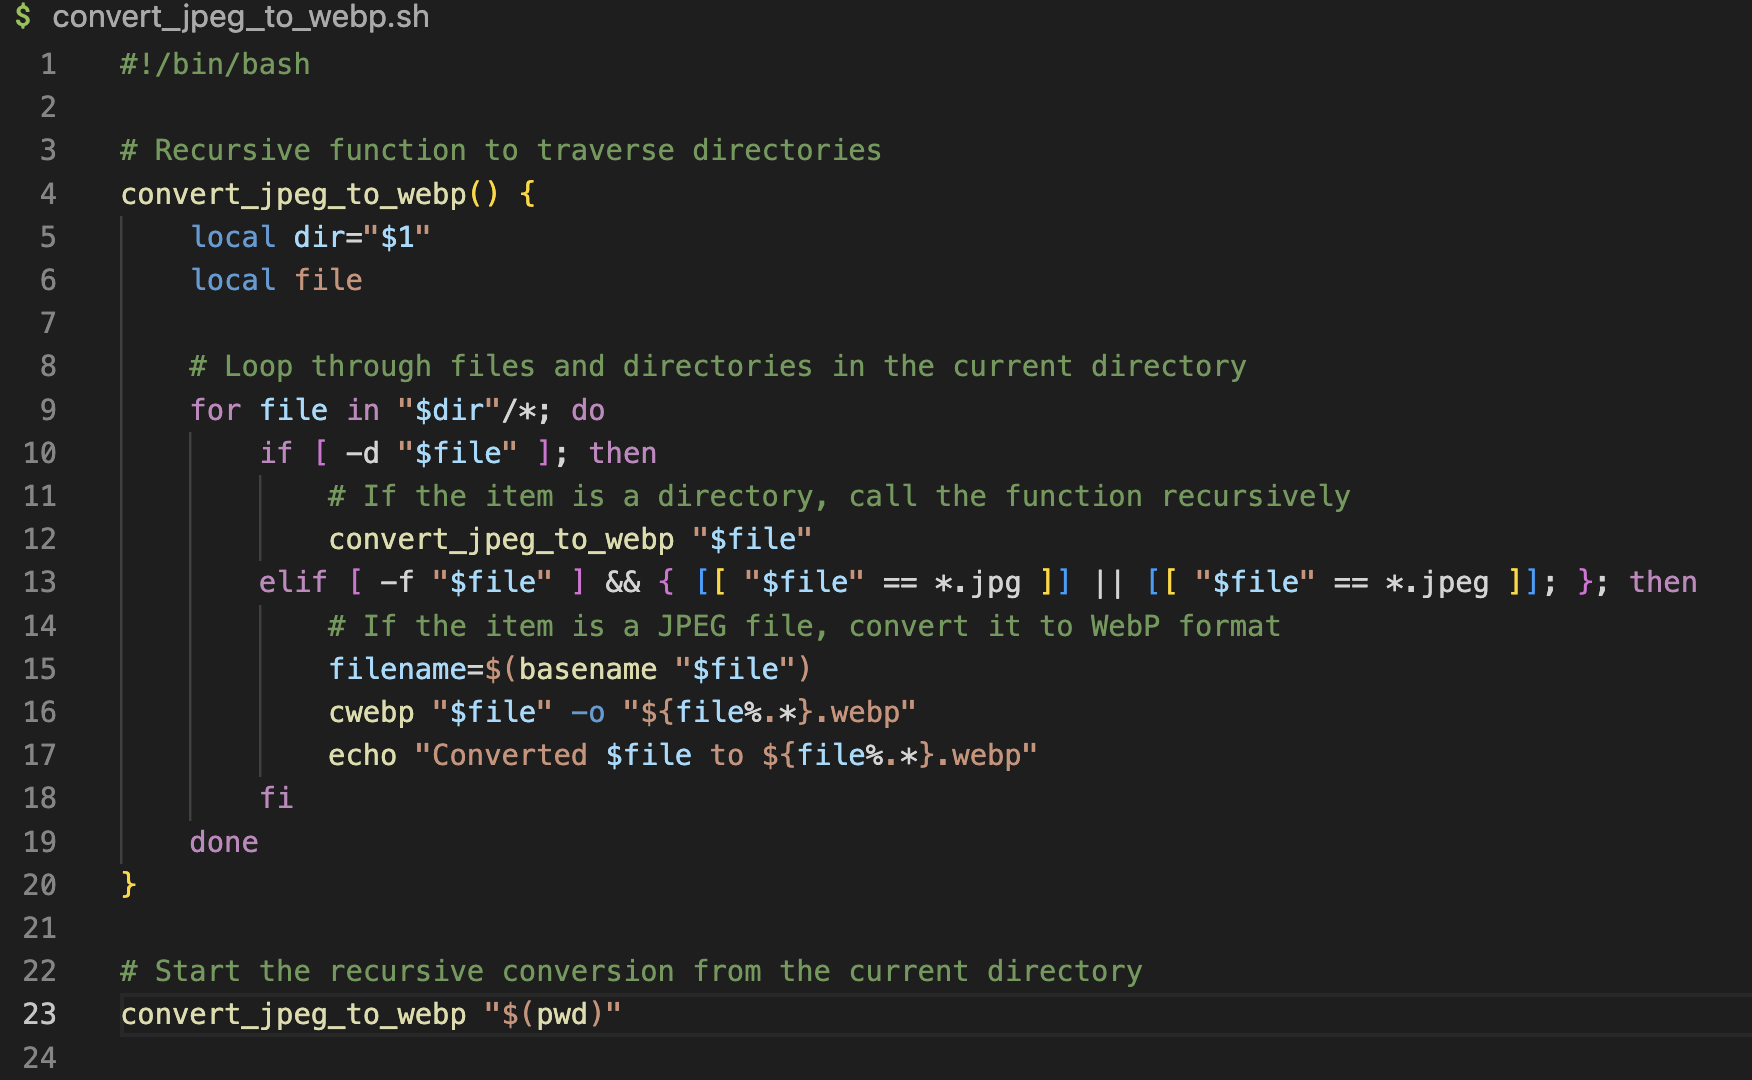 $ convert_jpeg_to_webp.sh
1 #!/bin/bash
2
3 # Recursive function to traverse directories
4 convert_jpeg_to_webp() {
5     local dir="$1"
6     local file
7
8     # Loop through files and directories in the current directory
9     for file in "$dir"/*; do
10         if [ -d "$file" ]; then
11             # If the item is a directory, call the function recursively
12             convert_jpeg_to_webp "$file"
13         elif [ -f "$file" ] && { [[ "$file" == *.jpg ]] || [[ "$file" == *.jpeg ]]; }; then
14             # If the item is a JPEG file, convert it to WebP format
15             filename=$(basename "$file")
16             cwebp "$file" -o "${file%.*}.webp"
17             echo "Converted $file to ${file%.*}.webp"
18         fi
19     done
20 }
21
22 # Start the recursive conversion from the current directory
23 convert_jpeg_to_webp "$(pwd)"
24